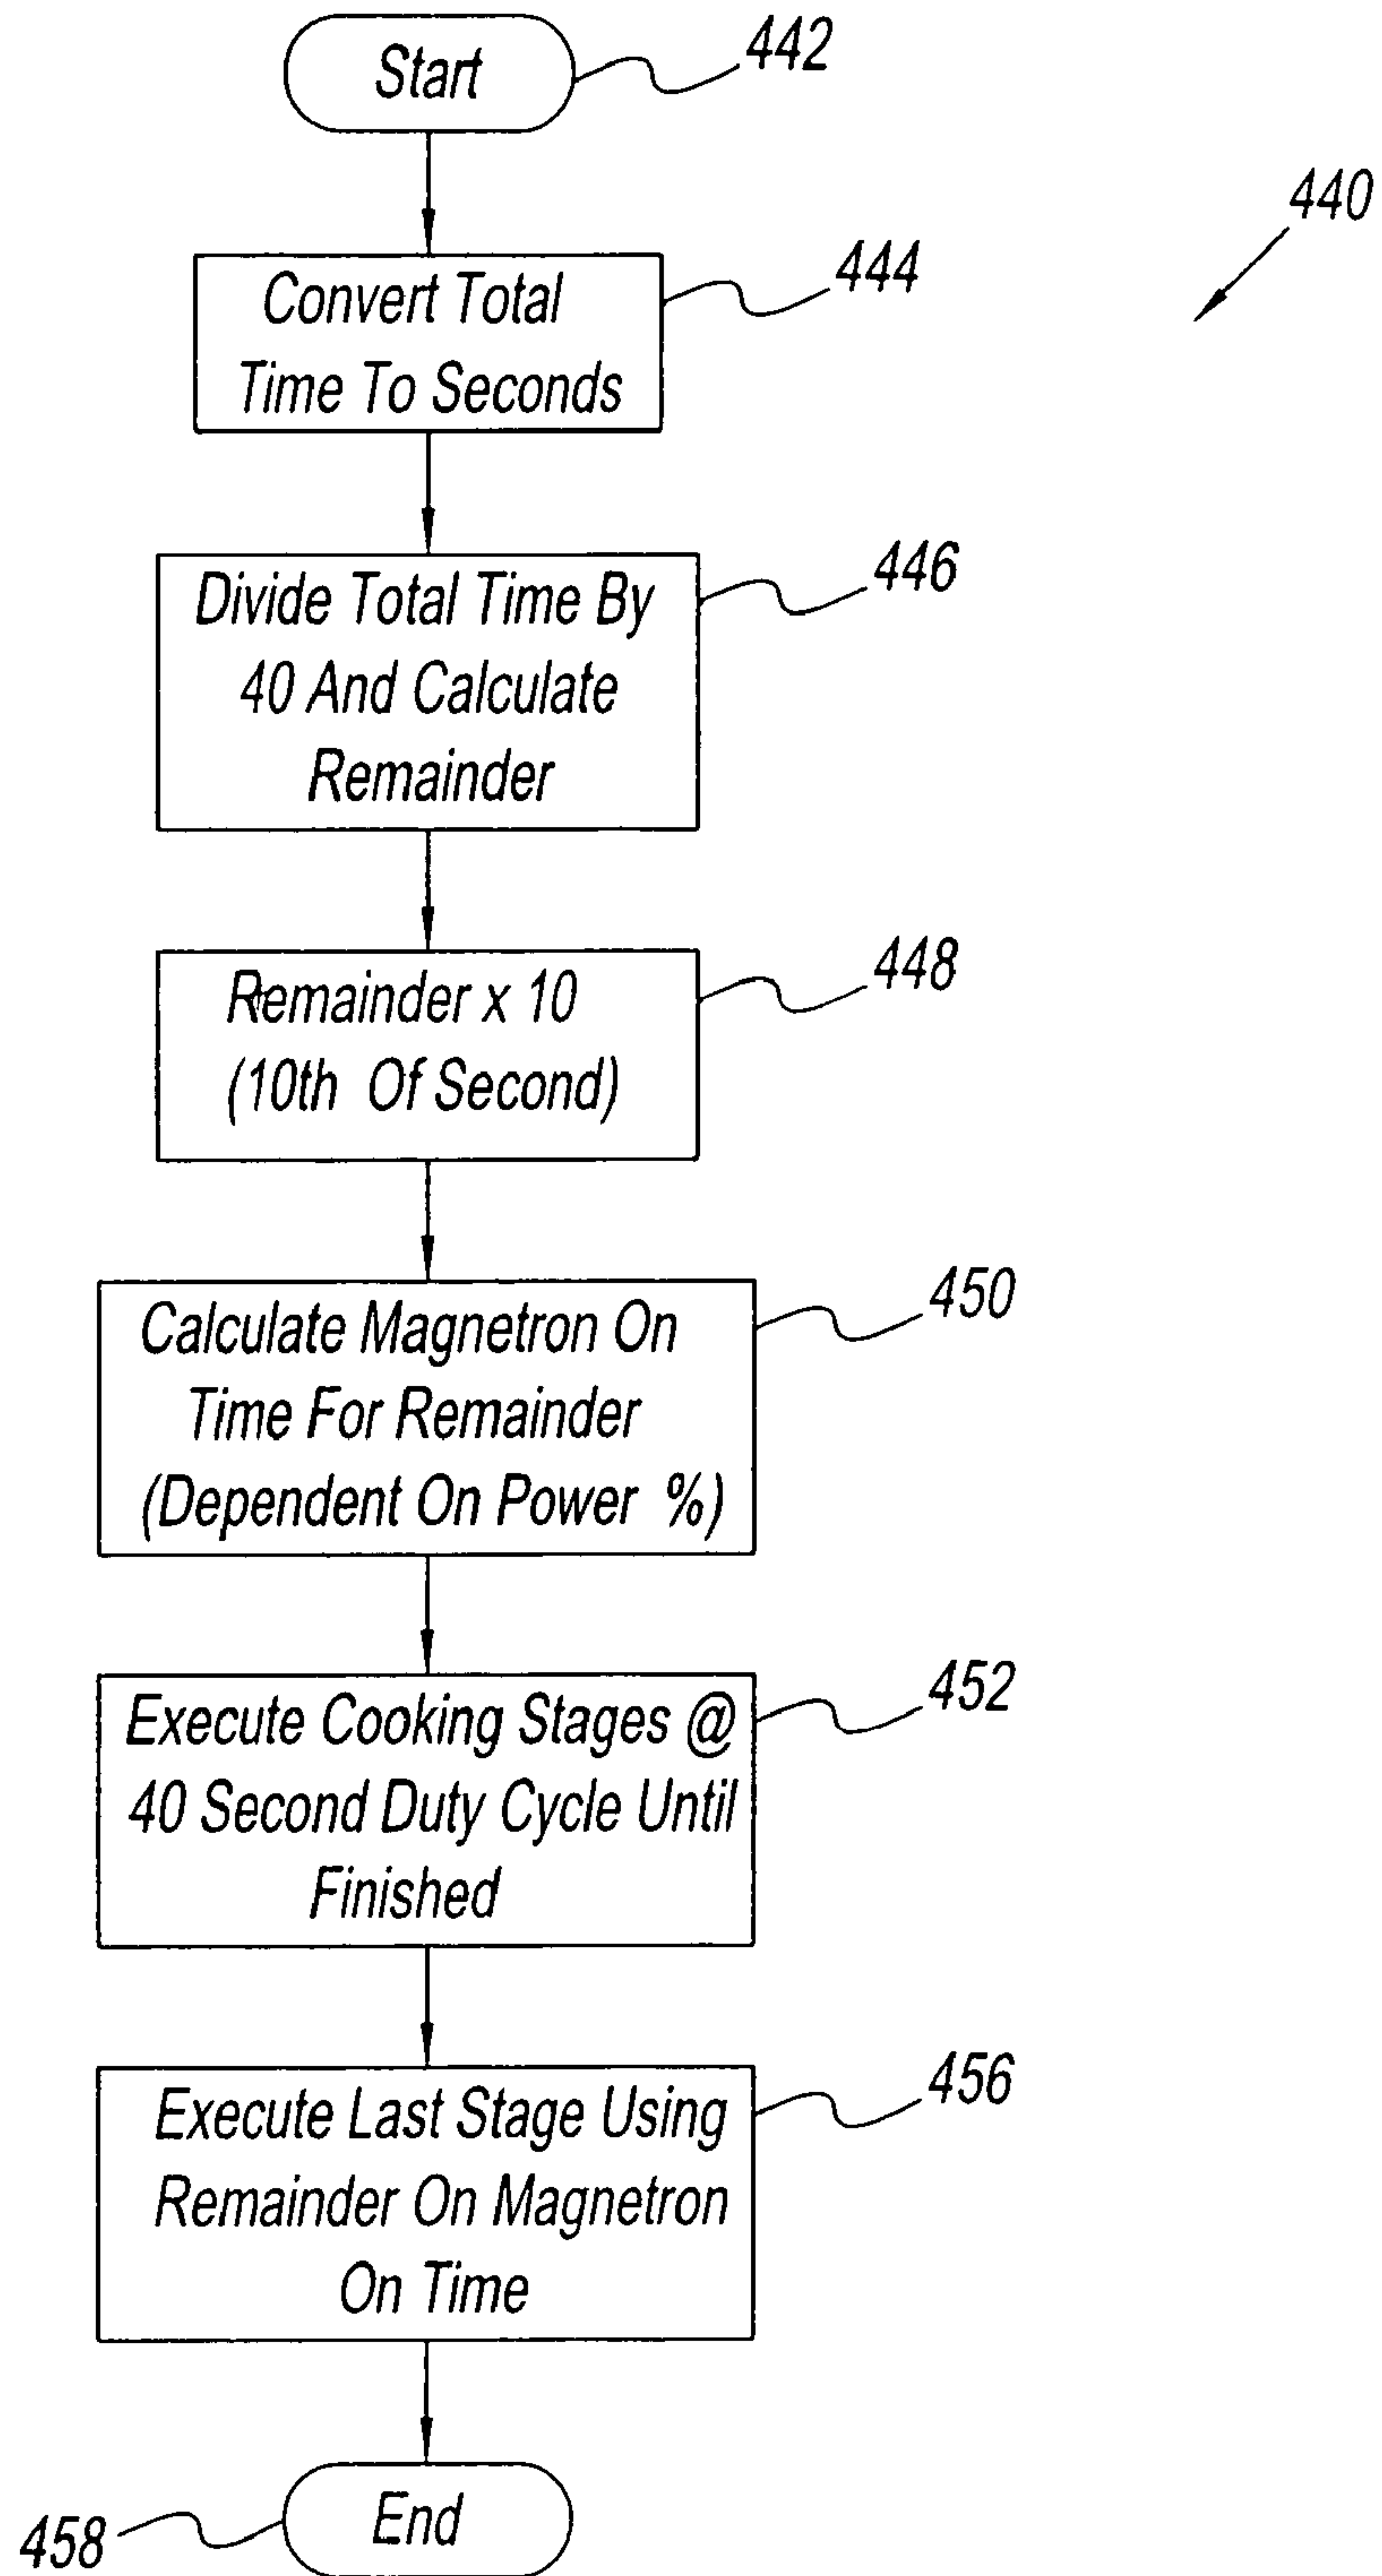 Start
442
440
Convert Total
Time To Seconds
444
Divide Total Time By
40 And Calculate
Remainder
446
Remainder x 10
(10th Of Second)
448
Calculate Magnetron On
Time For Remainder
(Dependent On Power %)
450
Execute Cooking Stages @
40 Second Duty Cycle Until
Finished
452
Execute Last Stage Using
Remainder On Magnetron
On Time
456
End
458